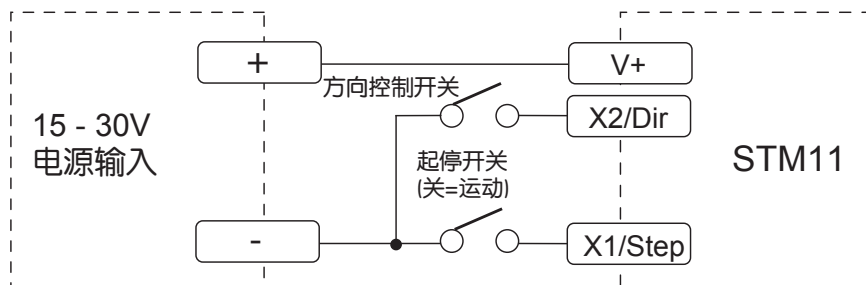 +
V+
方向控制开关
X2/Dir
15 - 30V
电源输入
STM11
起停开关
(关=运动)
-
X1/Step